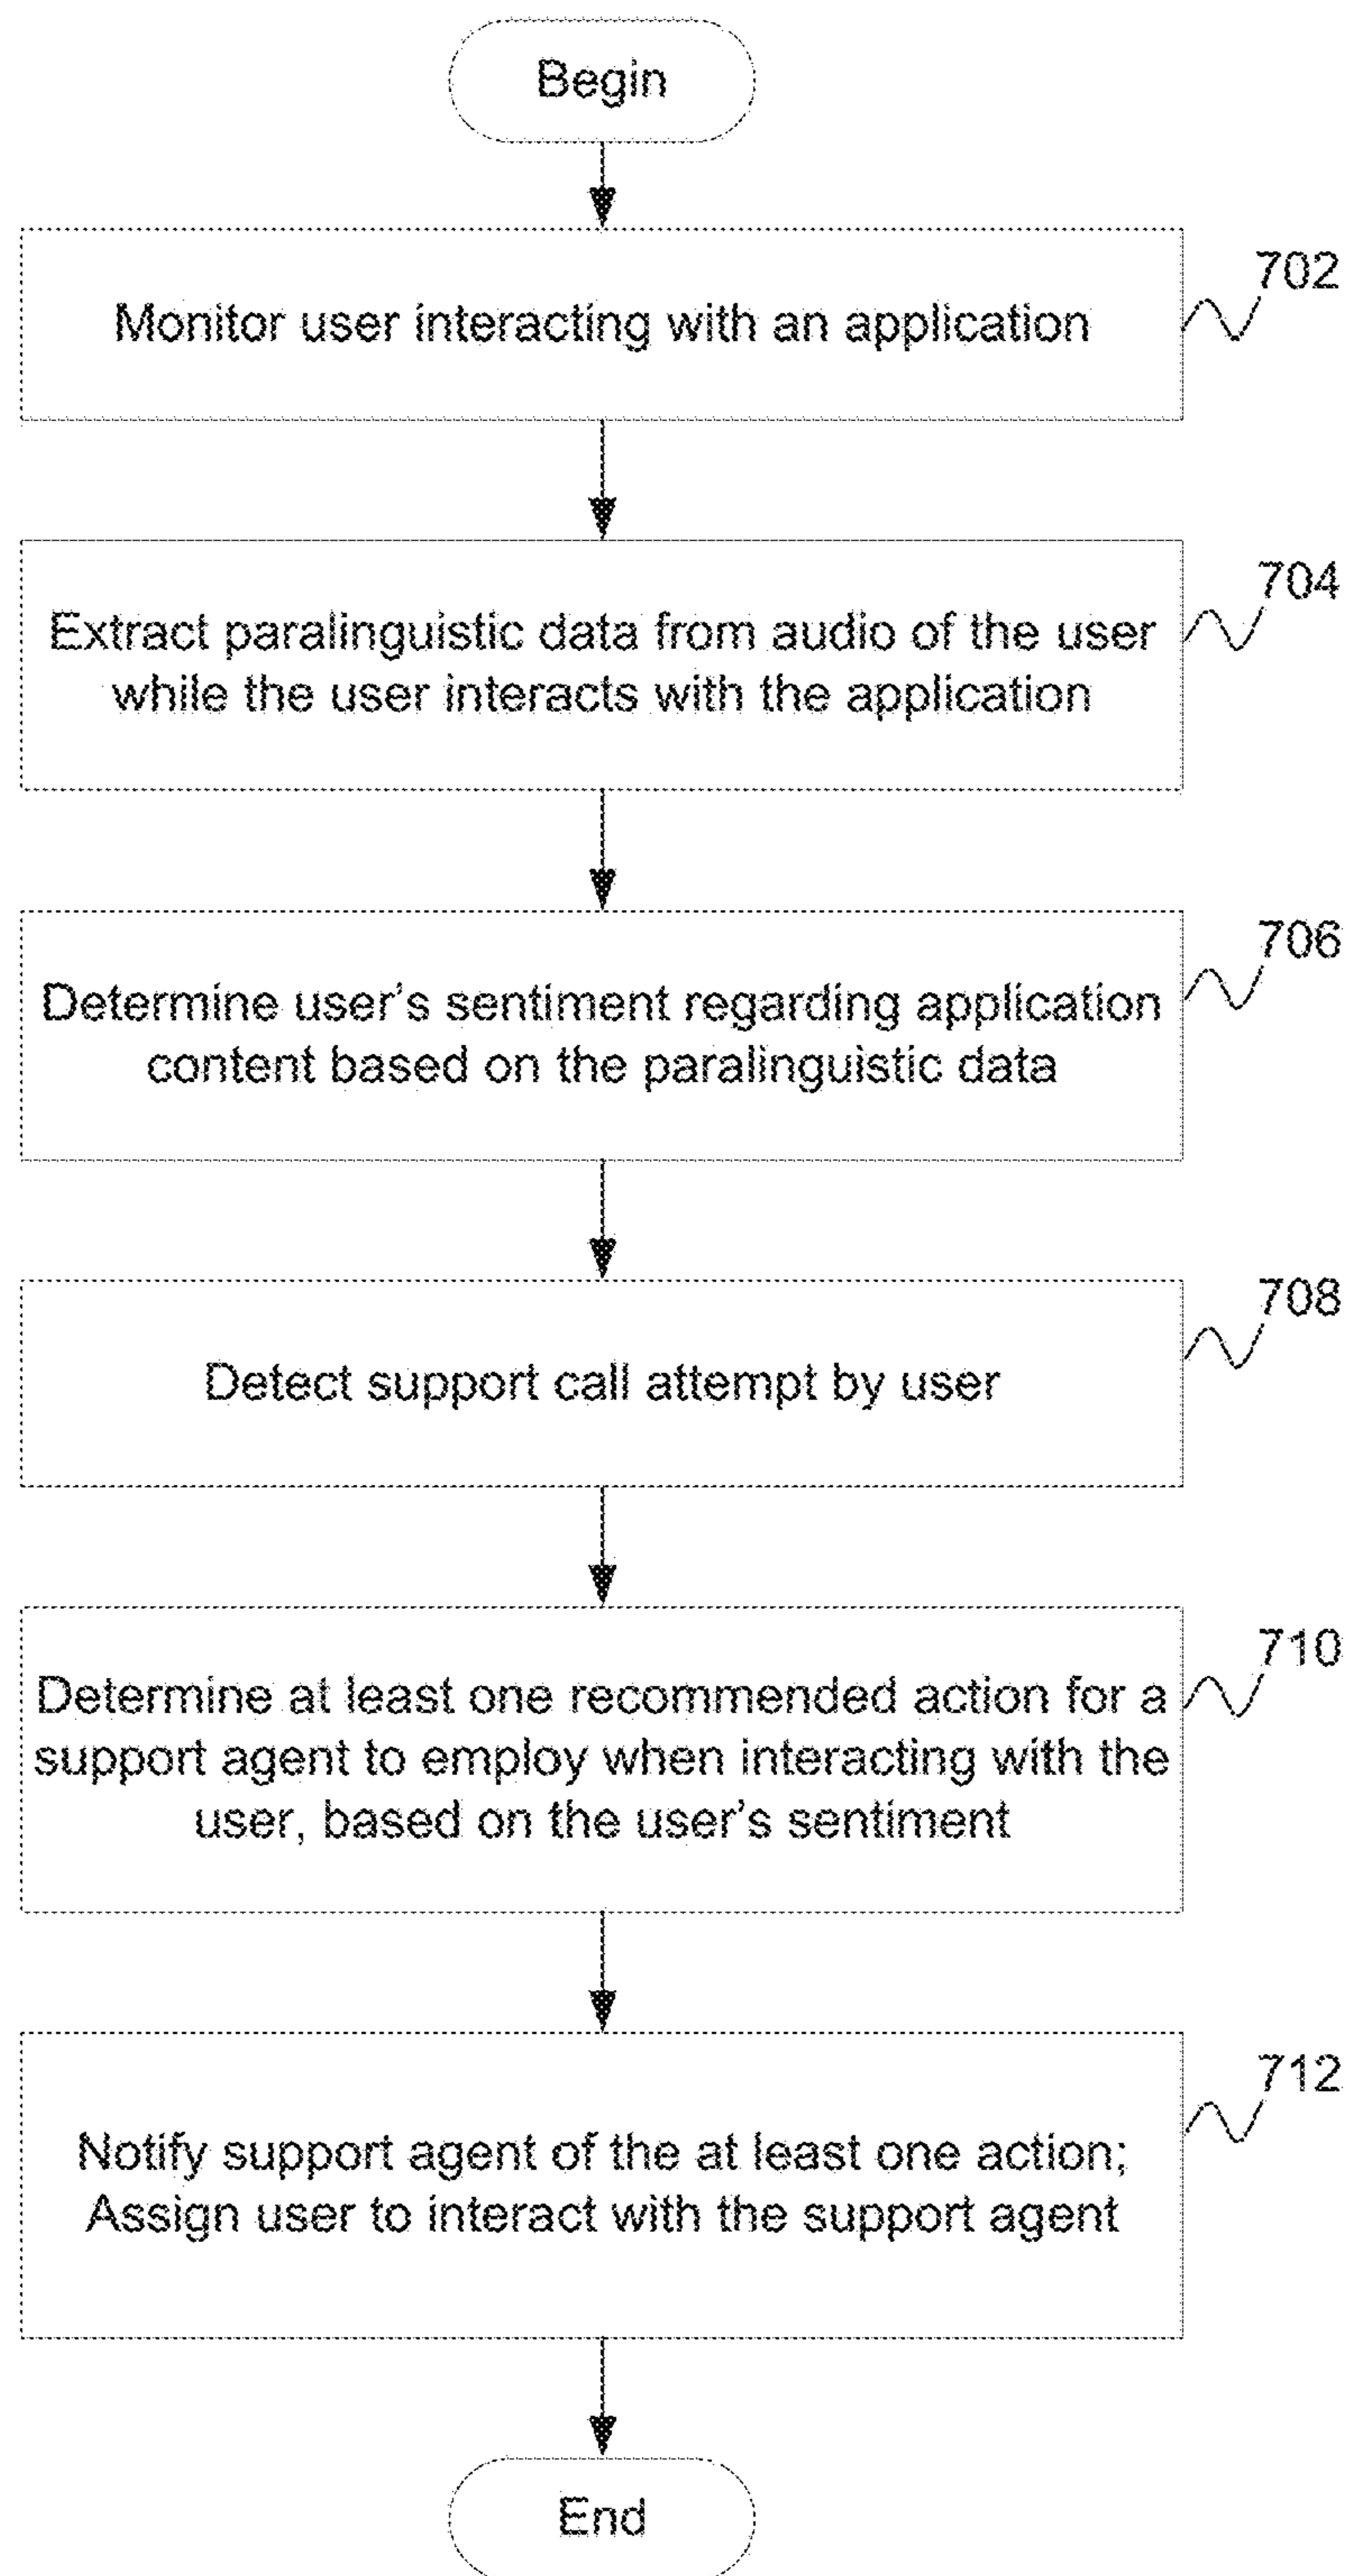 Begin
702
Monitor user interacting with an application
704
Extract paralinguistic data from audio of the user
while the user interacts with the application
706
Determine user's sentiment regarding application
content based on the paralinguistic data
708
Detect support call attempt by user
710
Determine at least one recommended action for a
support agent to employ when interacting with the
user, based on the user's sentiment
712
Notify support agent of the at least one action;
Assign user to interact with the support agent
End